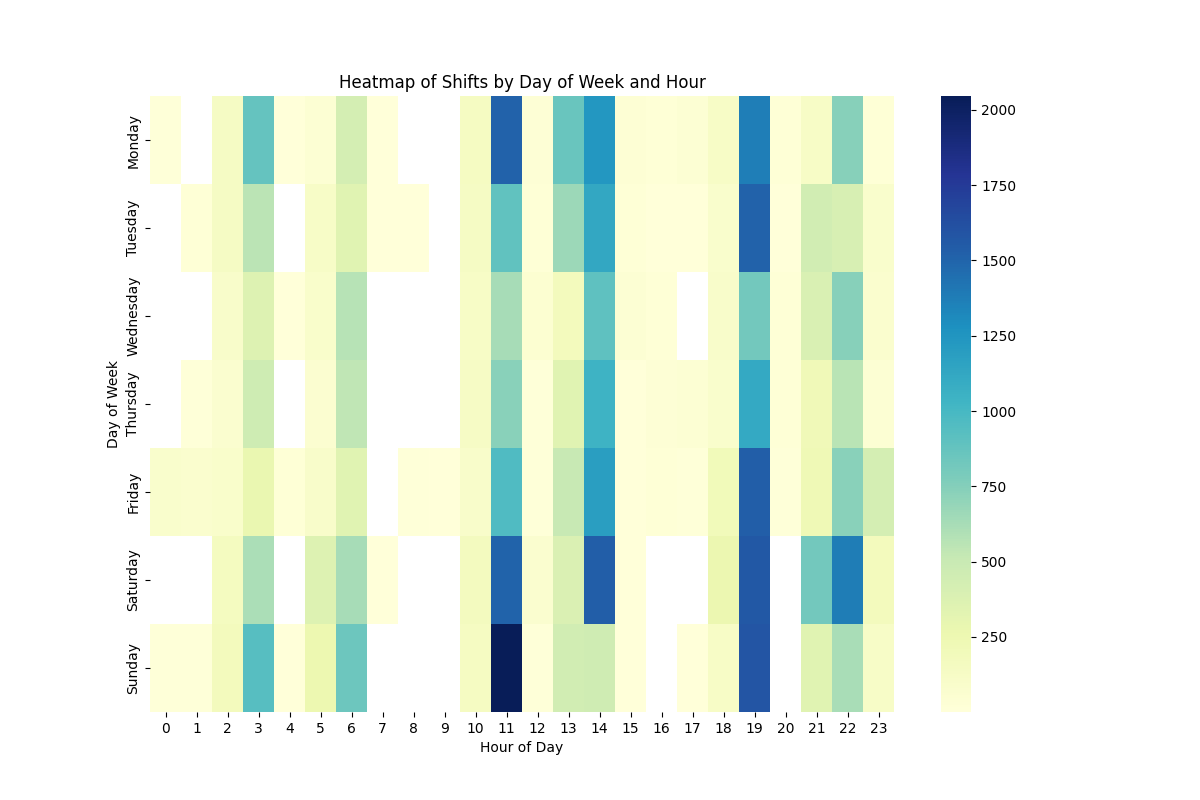 Heatmap of Shifts by Day of Week and Hour
Day of Week
Monday
Tuesday
Wednesday
Thursday
Friday
Saturday
Sunday
0 1 2 3 4 5 6 7 8 9 10 11 12 13 14 15 16 17 18 19 20 21 22 23
Hour of Day
2000
1750
1500
1250
1000
750
500
250